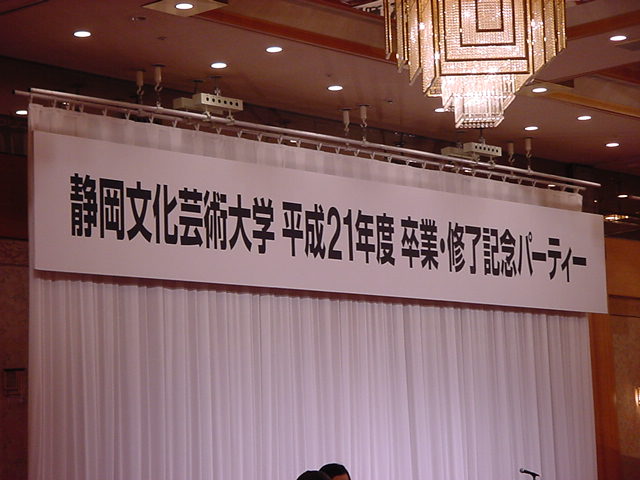 静岡文化芸術大学 平成21年度 卒業・修了記念パーティー